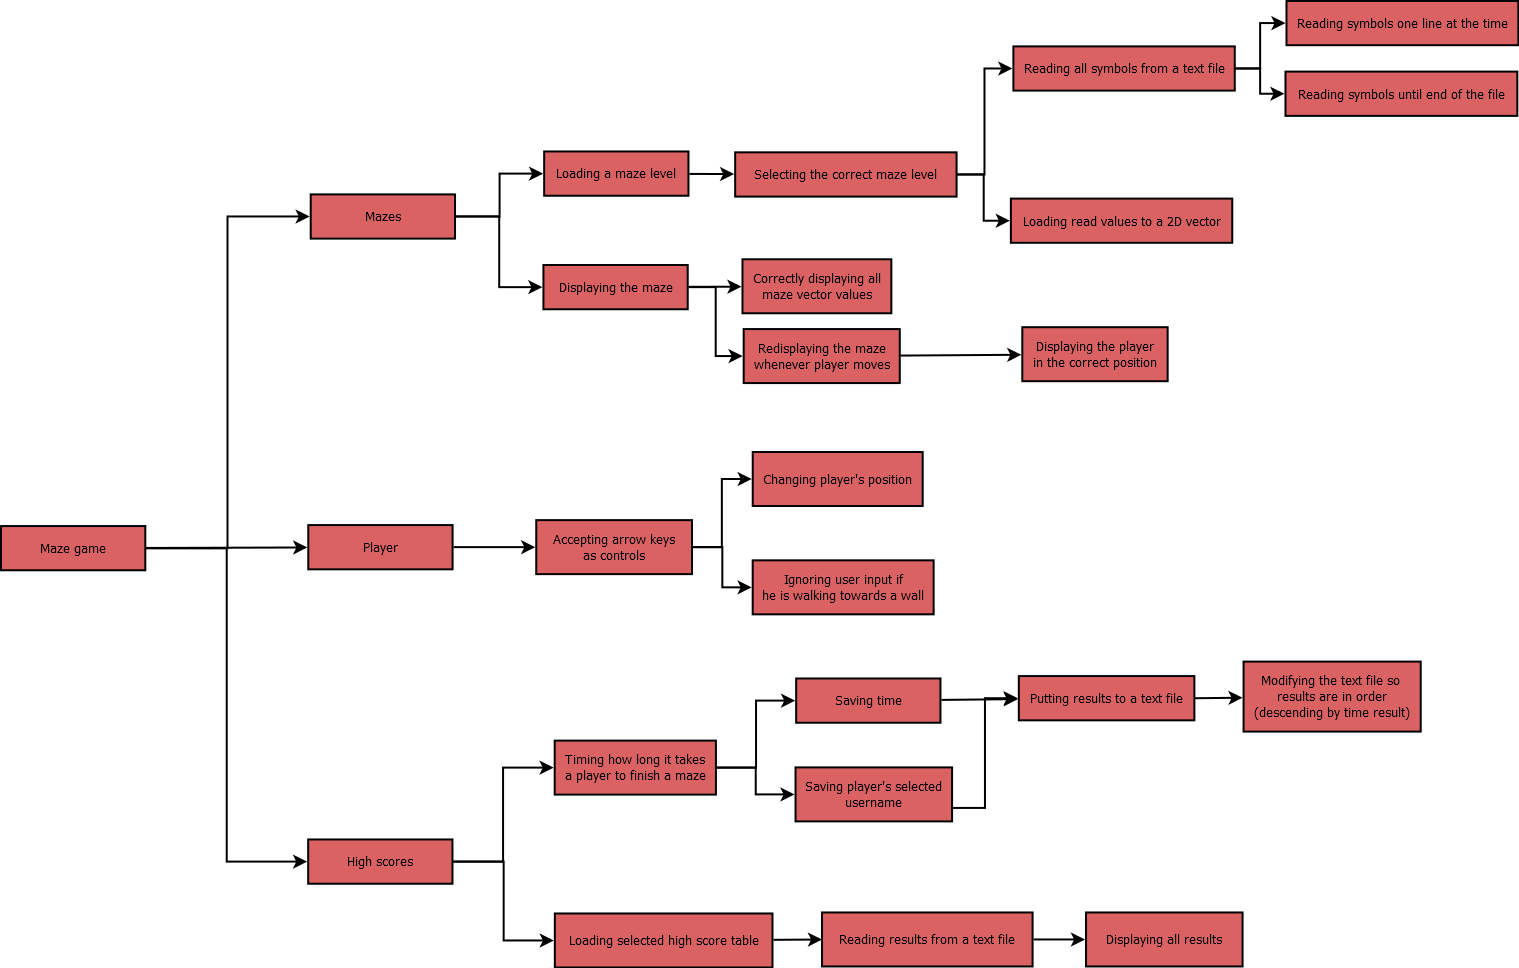 Reading symbols one line at the time
Reading all symbols from a text file
Reading symbols until end of the file
Loading a maze level
Selecting the correct maze level
Mazes
Loading read values to a 2D vector
Displaying the maze
Correctly displaying all
maze vector values
Redisplaying the maze
whenever player moves
Displaying the player
in the correct position
Changing player's position
Maze game
Player
Accepting arrow keys
as controls
Ignoring user input if
he is walking towards a wall
Saving time
Putting results to a text file
Modifying the text file so
results are in order
(descending by time result)
Timing how long it takes
a player to finish a maze
Saving player's selected
username
High scores
Loading selected high score table
Reading results from a text file
Displaying all results